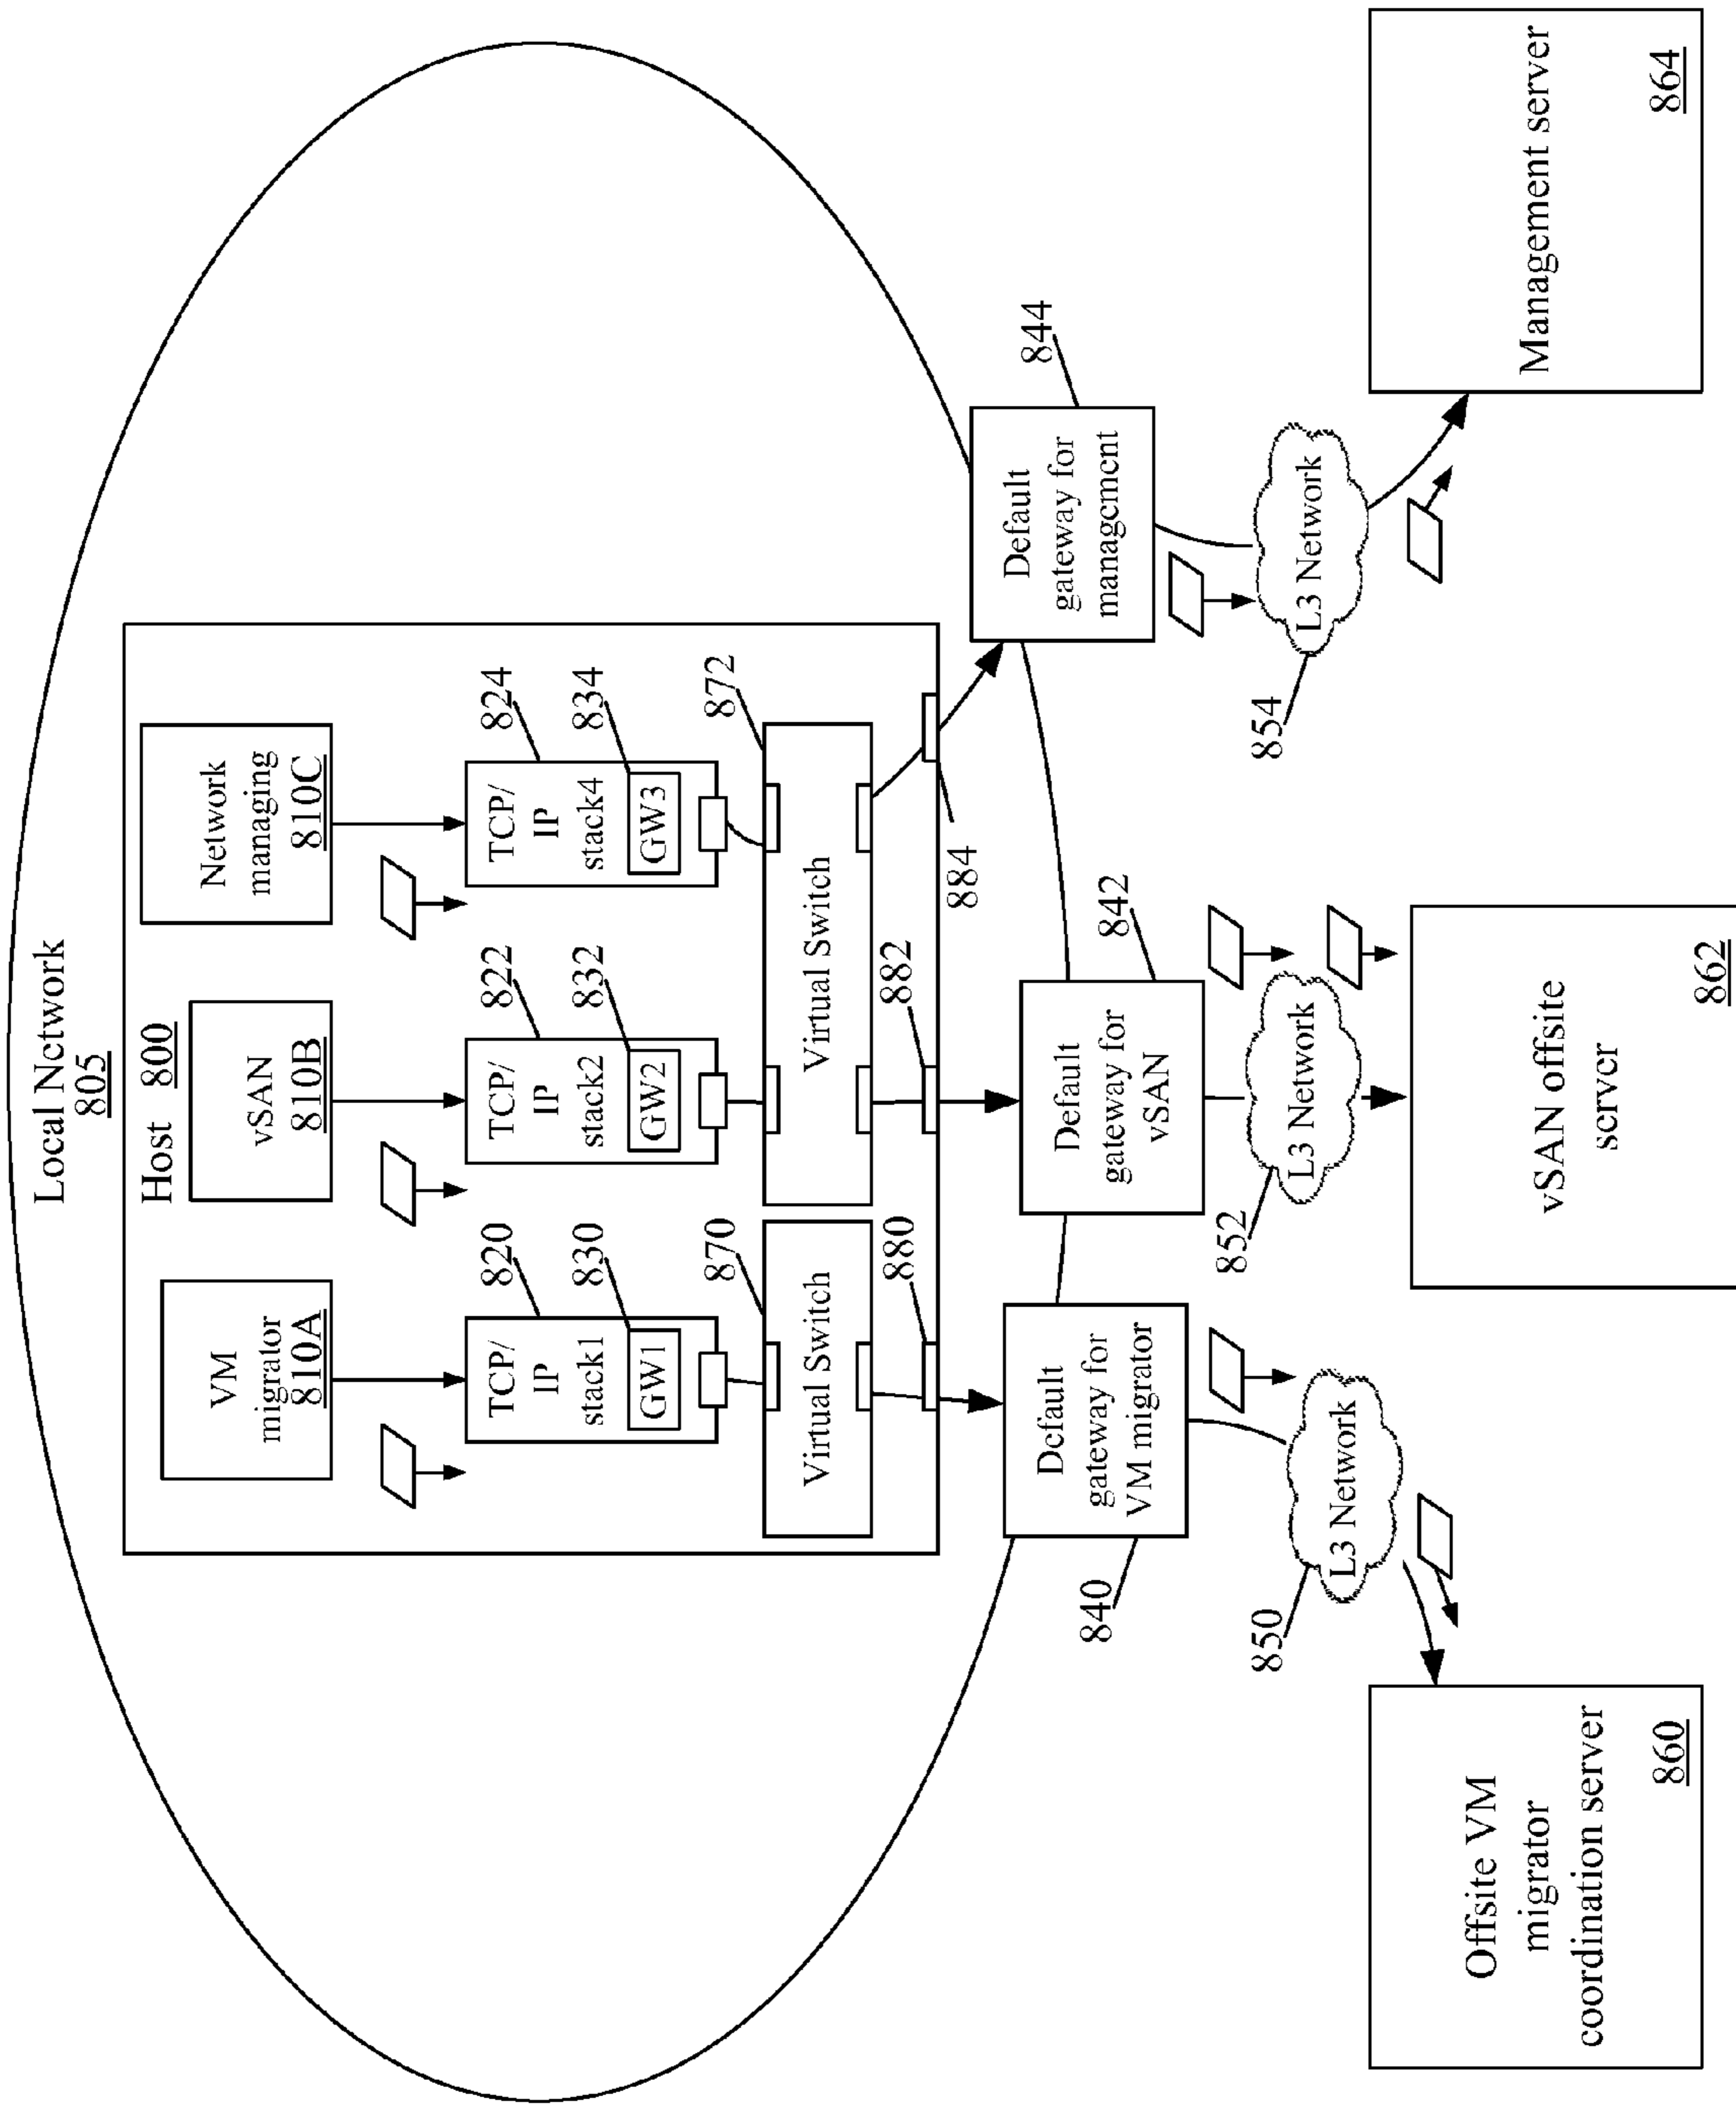 Local Network
805
Host 800
VM
migrator
810A
vSAN
810B
Network
managing
810C
TCP/
IP
stack1
GW1
820
830
TCP/
IP
stack2
GW2
822
832
TCP/
IP
stack4
GW3
824
834
Virtual Switch
870
Virtual Switch
872
880
882
884
Default
gateway for
VM migrator
840
Default
gateway for
vSAN
842
Default
gateway for
management
844
L3 Network
850
L3 Network
852
L3 Network
854
Offsite VM
migrator
coordination server
860
vSAN offsite
server
862
Management server
864